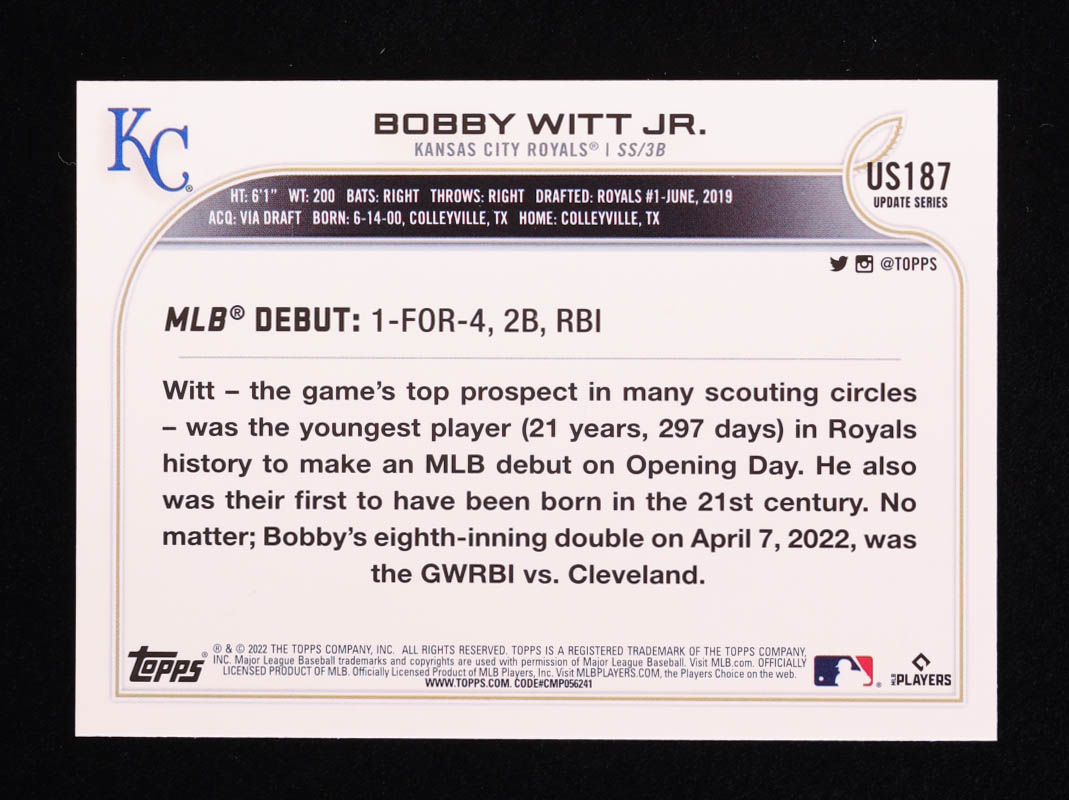 KC
BOBBY WITT JR.
KANSAS CITY ROYALS® | SS/3B
US187
UPDATE SERIES
HT: 6'1" WT: 200 BATS: RIGHT THROWS: RIGHT DRAFTED: ROYALS #1-JUNE, 2019
ACQ: VIA DRAFT BORN: 6-14-00, COLLEYVILLE, TX HOME: COLLEYVILLE, TX
@TOPPS
MLB® DEBUT: 1-FOR-4, 2B, RBI
Witt – the game's top prospect in many scouting circles
– was the youngest player (21 years, 297 days) in Royals
history to make an MLB debut on Opening Day. He also
was their first to have been born in the 21st century. No
matter; Bobby's eighth-inning double on April 7, 2022, was
the GWRBI vs. Cleveland.
topps®
® & © 2022 THE TOPPS COMPANY, INC. ALL RIGHTS RESERVED. TOPPS IS A REGISTERED TRADEMARK OF THE TOPPS COMPANY,
INC. Major League Baseball trademarks and copyrights are used with permission of Major League Baseball. Visit MLB.com. OFFICIALLY
LICENSED PRODUCT OF MLB. Officially Licensed Product of MLB Players, Inc. Visit MLBPLAYERS.COM, the Players Choice on the web.
WWW.TOPPS.COM. CODE#CMP056241
MLB PLAYERS